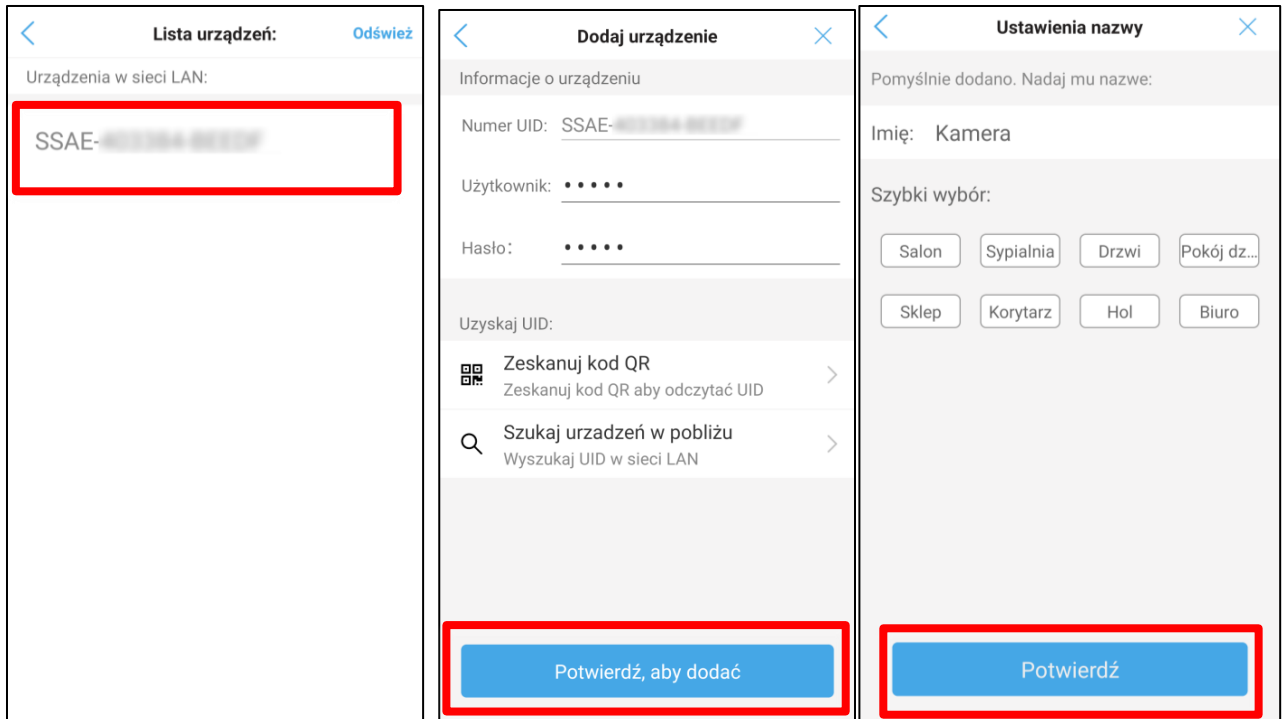 Lista urządzeń:
Odśwież
Urządzenia w sieci LAN:
SSAE-
Dodaj urządzenie
Informacje o urządzeniu
Numer UID: SSAE-
Użytkownik: •••••
Hasło: •••••
Uzyskaj UID:
Zeskanuj kod QR
Zeskanuj kod QR aby odczytać UID
Szukaj urzadzeń w pobliżu
Wyszukaj UID w sieci LAN
Potwierdź, aby dodać
Ustawienia nazwy
Pomyślnie dodano. Nadaj mu nazwe:
Imię: Kamera
Szybki wybór:
Salon Sypialnia Drzwi Pokój dz...
Sklep Korytarz Hol Biuro
Potwierdź